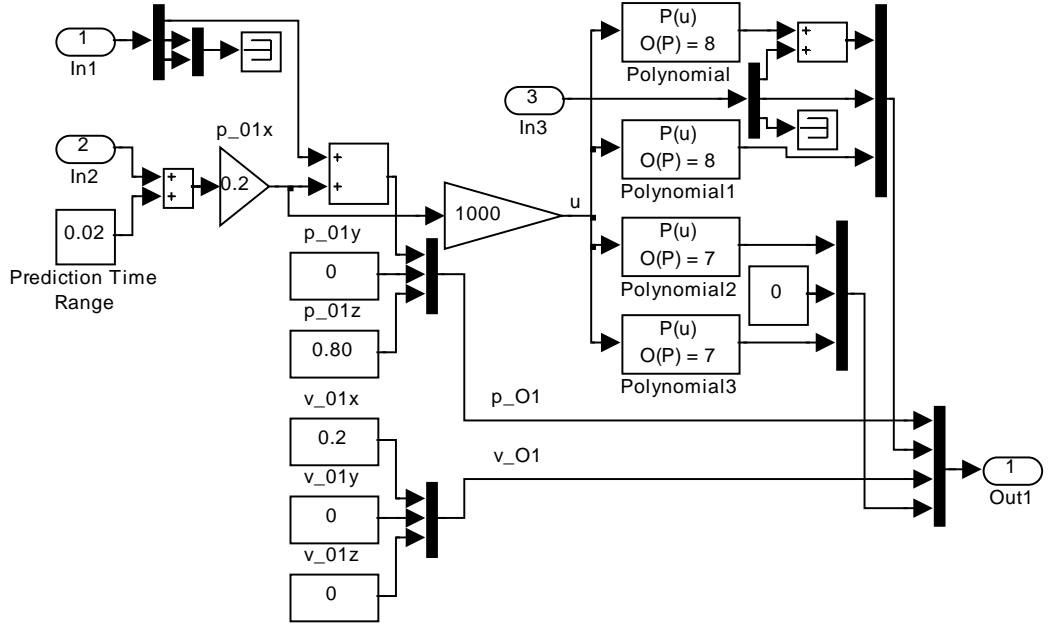 1
In1
2
In2
0.02
Prediction Time
Range
+
+
p_01x
0.2
+
+
p_01y
0
p_01z
0.80
v_01x
0.2
v_01y
0
v_01z
0
1000
u
3
In3
P(u)
O(P) = 8
Polynomial
+
+
P(u)
O(P) = 8
Polynomial1
P(u)
O(P) = 7
Polynomial2
0
P(u)
O(P) = 7
Polynomial3
p_O1
v_O1
1
Out1